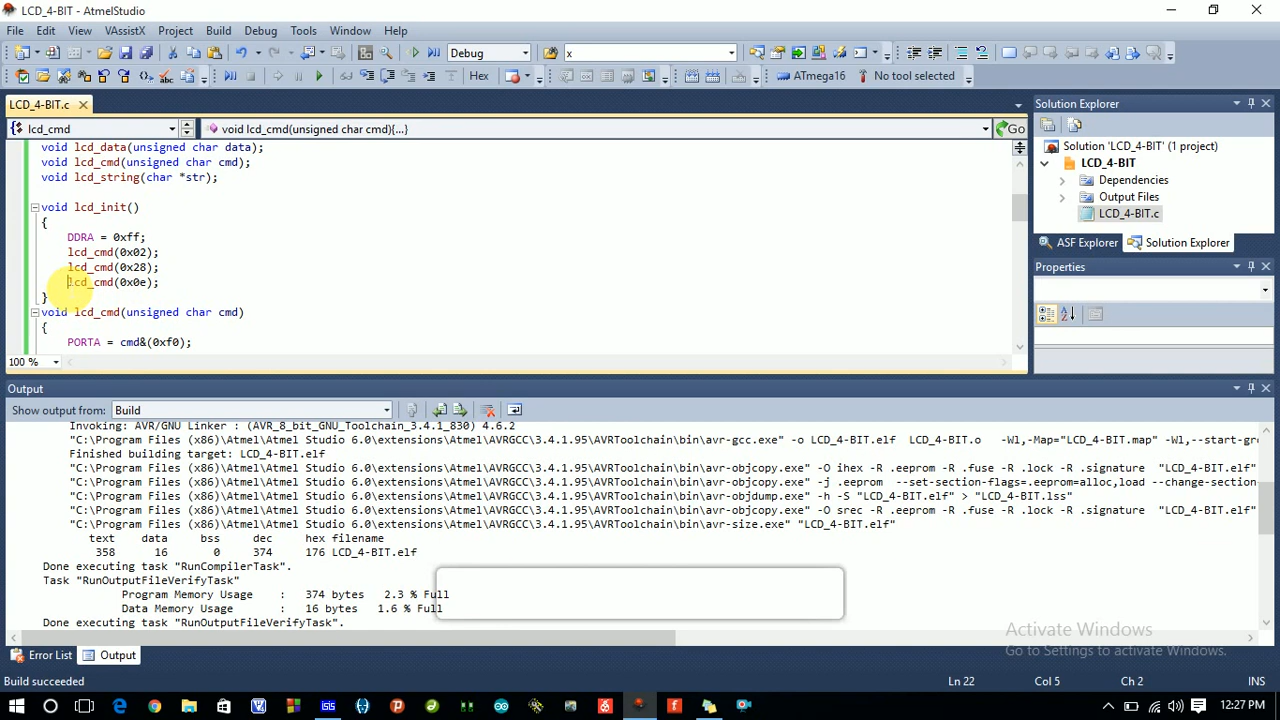 LCD_4-BIT - AtmelStudio
File Edit View VAssistX Project Build Debug Tools Window Help
Debug x
Hex ATmega16 No tool selected
LCD_4-BIT.c
lcd_cmd void lcd_cmd(unsigned char cmd){...} Go
void lcd_data(unsigned char data);
void lcd_cmd(unsigned char cmd);
void lcd_string(char *str);
void lcd_init()
{
DDRA = 0xff;
lcd_cmd(0x02);
lcd_cmd(0x28);
lcd_cmd(0x0e);
}
void lcd_cmd(unsigned char cmd)
{
PORTA = cmd&(0xf0);
100 %
Solution Explorer
Solution 'LCD_4-BIT' (1 project)
LCD_4-BIT
Dependencies
Output Files
LCD_4-BIT.c
ASF Explorer Solution Explorer
Properties
Output
Show output from: Build
Invoking: AVR/GNU Linker : (AVR_8_bit_GNU_Toolchain_3.4.1_830) 4.6.2
"C:\Program Files (x86)\Atmel\Atmel Studio 6.0\extensions\Atmel\AVRGCC\3.4.1.95\AVRToolchain\bin\avr-gcc.exe" -o LCD_4-BIT.elf LCD_4-BIT.o -Wl,-Map="LCD_4-BIT.map" -Wl,--start-gro
Finished building target: LCD_4-BIT.elf
"C:\Program Files (x86)\Atmel\Atmel Studio 6.0\extensions\Atmel\AVRGCC\3.4.1.95\AVRToolchain\bin\avr-objcopy.exe" -O ihex -R .eeprom -R .fuse -R .lock -R .signature "LCD_4-BIT.elf"
"C:\Program Files (x86)\Atmel\Atmel Studio 6.0\extensions\Atmel\AVRGCC\3.4.1.95\AVRToolchain\bin\avr-objcopy.exe" -j .eeprom --set-section-flags=.eeprom=alloc,load --change-section
"C:\Program Files (x86)\Atmel\Atmel Studio 6.0\extensions\Atmel\AVRGCC\3.4.1.95\AVRToolchain\bin\avr-objdump.exe" -h -S "LCD_4-BIT.elf" > "LCD_4-BIT.lss"
"C:\Program Files (x86)\Atmel\Atmel Studio 6.0\extensions\Atmel\AVRGCC\3.4.1.95\AVRToolchain\bin\avr-objcopy.exe" -O srec -R .eeprom -R .fuse -R .lock -R .signature "LCD_4-BIT.elf"
"C:\Program Files (x86)\Atmel\Atmel Studio 6.0\extensions\Atmel\AVRGCC\3.4.1.95\AVRToolchain\bin\avr-size.exe" "LCD_4-BIT.elf"
text data bss dec hex filename
358 16 0 374 176 LCD_4-BIT.elf
Done executing task "RunCompilerTask".
Task "RunOutputFileVerifyTask"
Program Memory Usage : 374 bytes 2.3 % Full
Data Memory Usage : 16 bytes 1.6 % Full
Done executing task "RunOutputFileVerifyTask".
Activate Windows
Go to Settings to activate Windows.
Error List Output
Build succeeded Ln 22 Col 5 Ch 2 INS
12:27 PM